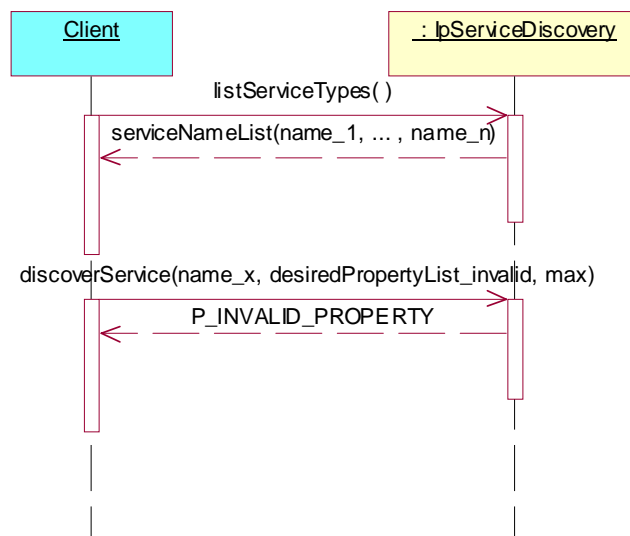 Client
: IpServiceDiscovery
listServiceTypes( )
serviceNameList(name_1, ... , name_n)
discoverService(name_x, desiredPropertyList_invalid, max)
P_INVALID_PROPERTY